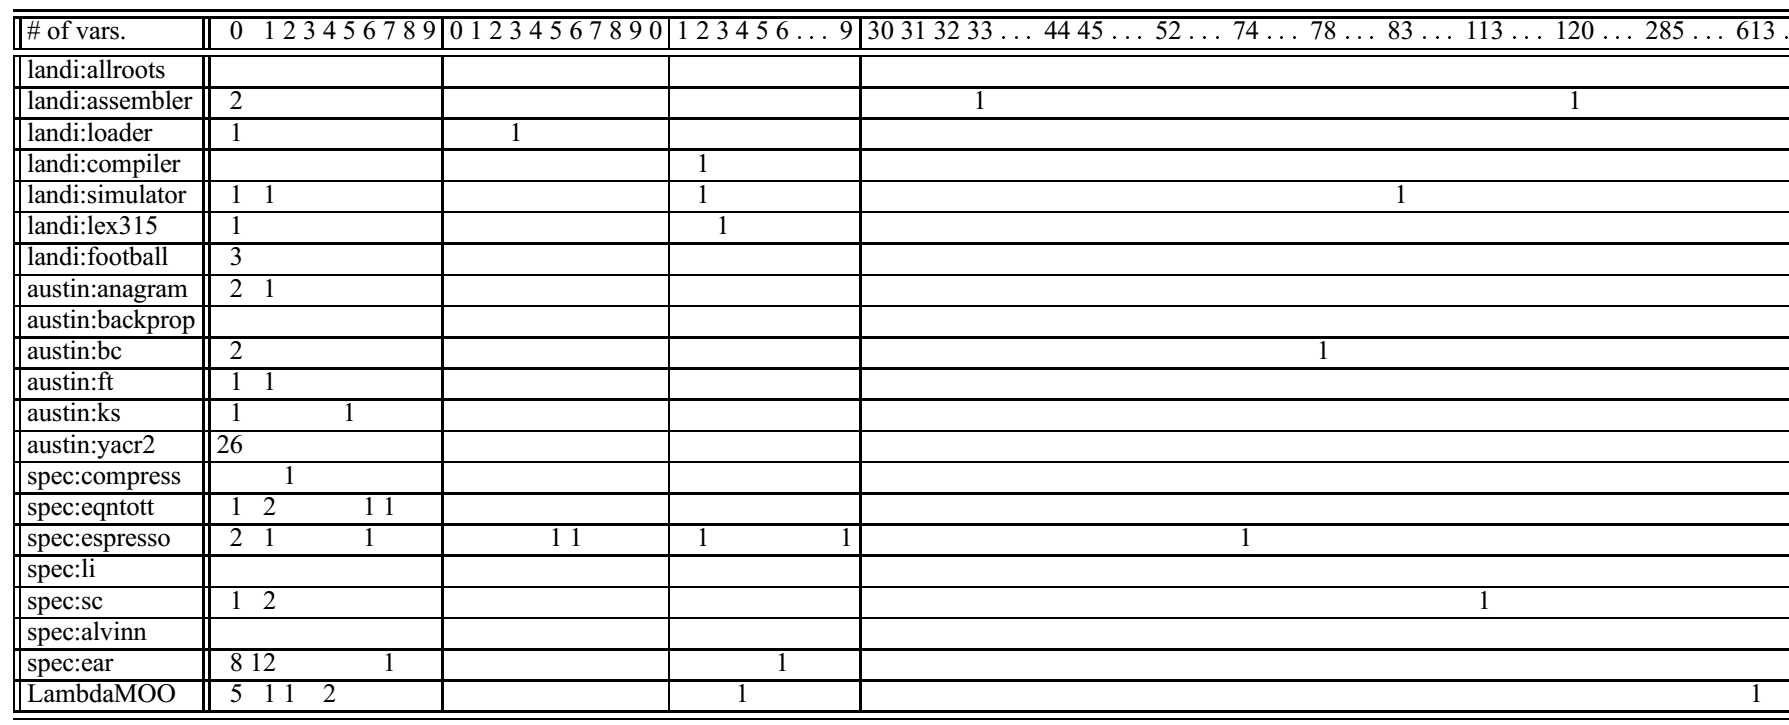 # of vars. 0 1 2 3 4 5 6 7 8 9 0 1 2 3 4 5 6 7 8 9 0 1 2 3 4 5 6 ... 9 30 31 32 33 ... 44 45 ... 52 ... 74 ... 78 ... 83 ... 113 ... 120 ... 285 ... 613 .
landi:allroots
landi:assembler 2 1 1
landi:loader 1 1
landi:compiler 1
landi:simulator 1 1 1 1
landi:lex315 1 1
landi:football 3
austin:anagram 2 1
austin:backprop
austin:bc 2 1
austin:ft 1 1
austin:ks 1 1
austin:yacr2 26
spec:compress 1
spec:eqntott 1 2 1 1
spec:espresso 2 1 1 1 1 1 1 1
spec:li
spec:sc 1 2 1
spec:alvinn
spec:ear 8 12 1 1
LambdaMOO 5 1 1 2 1 1